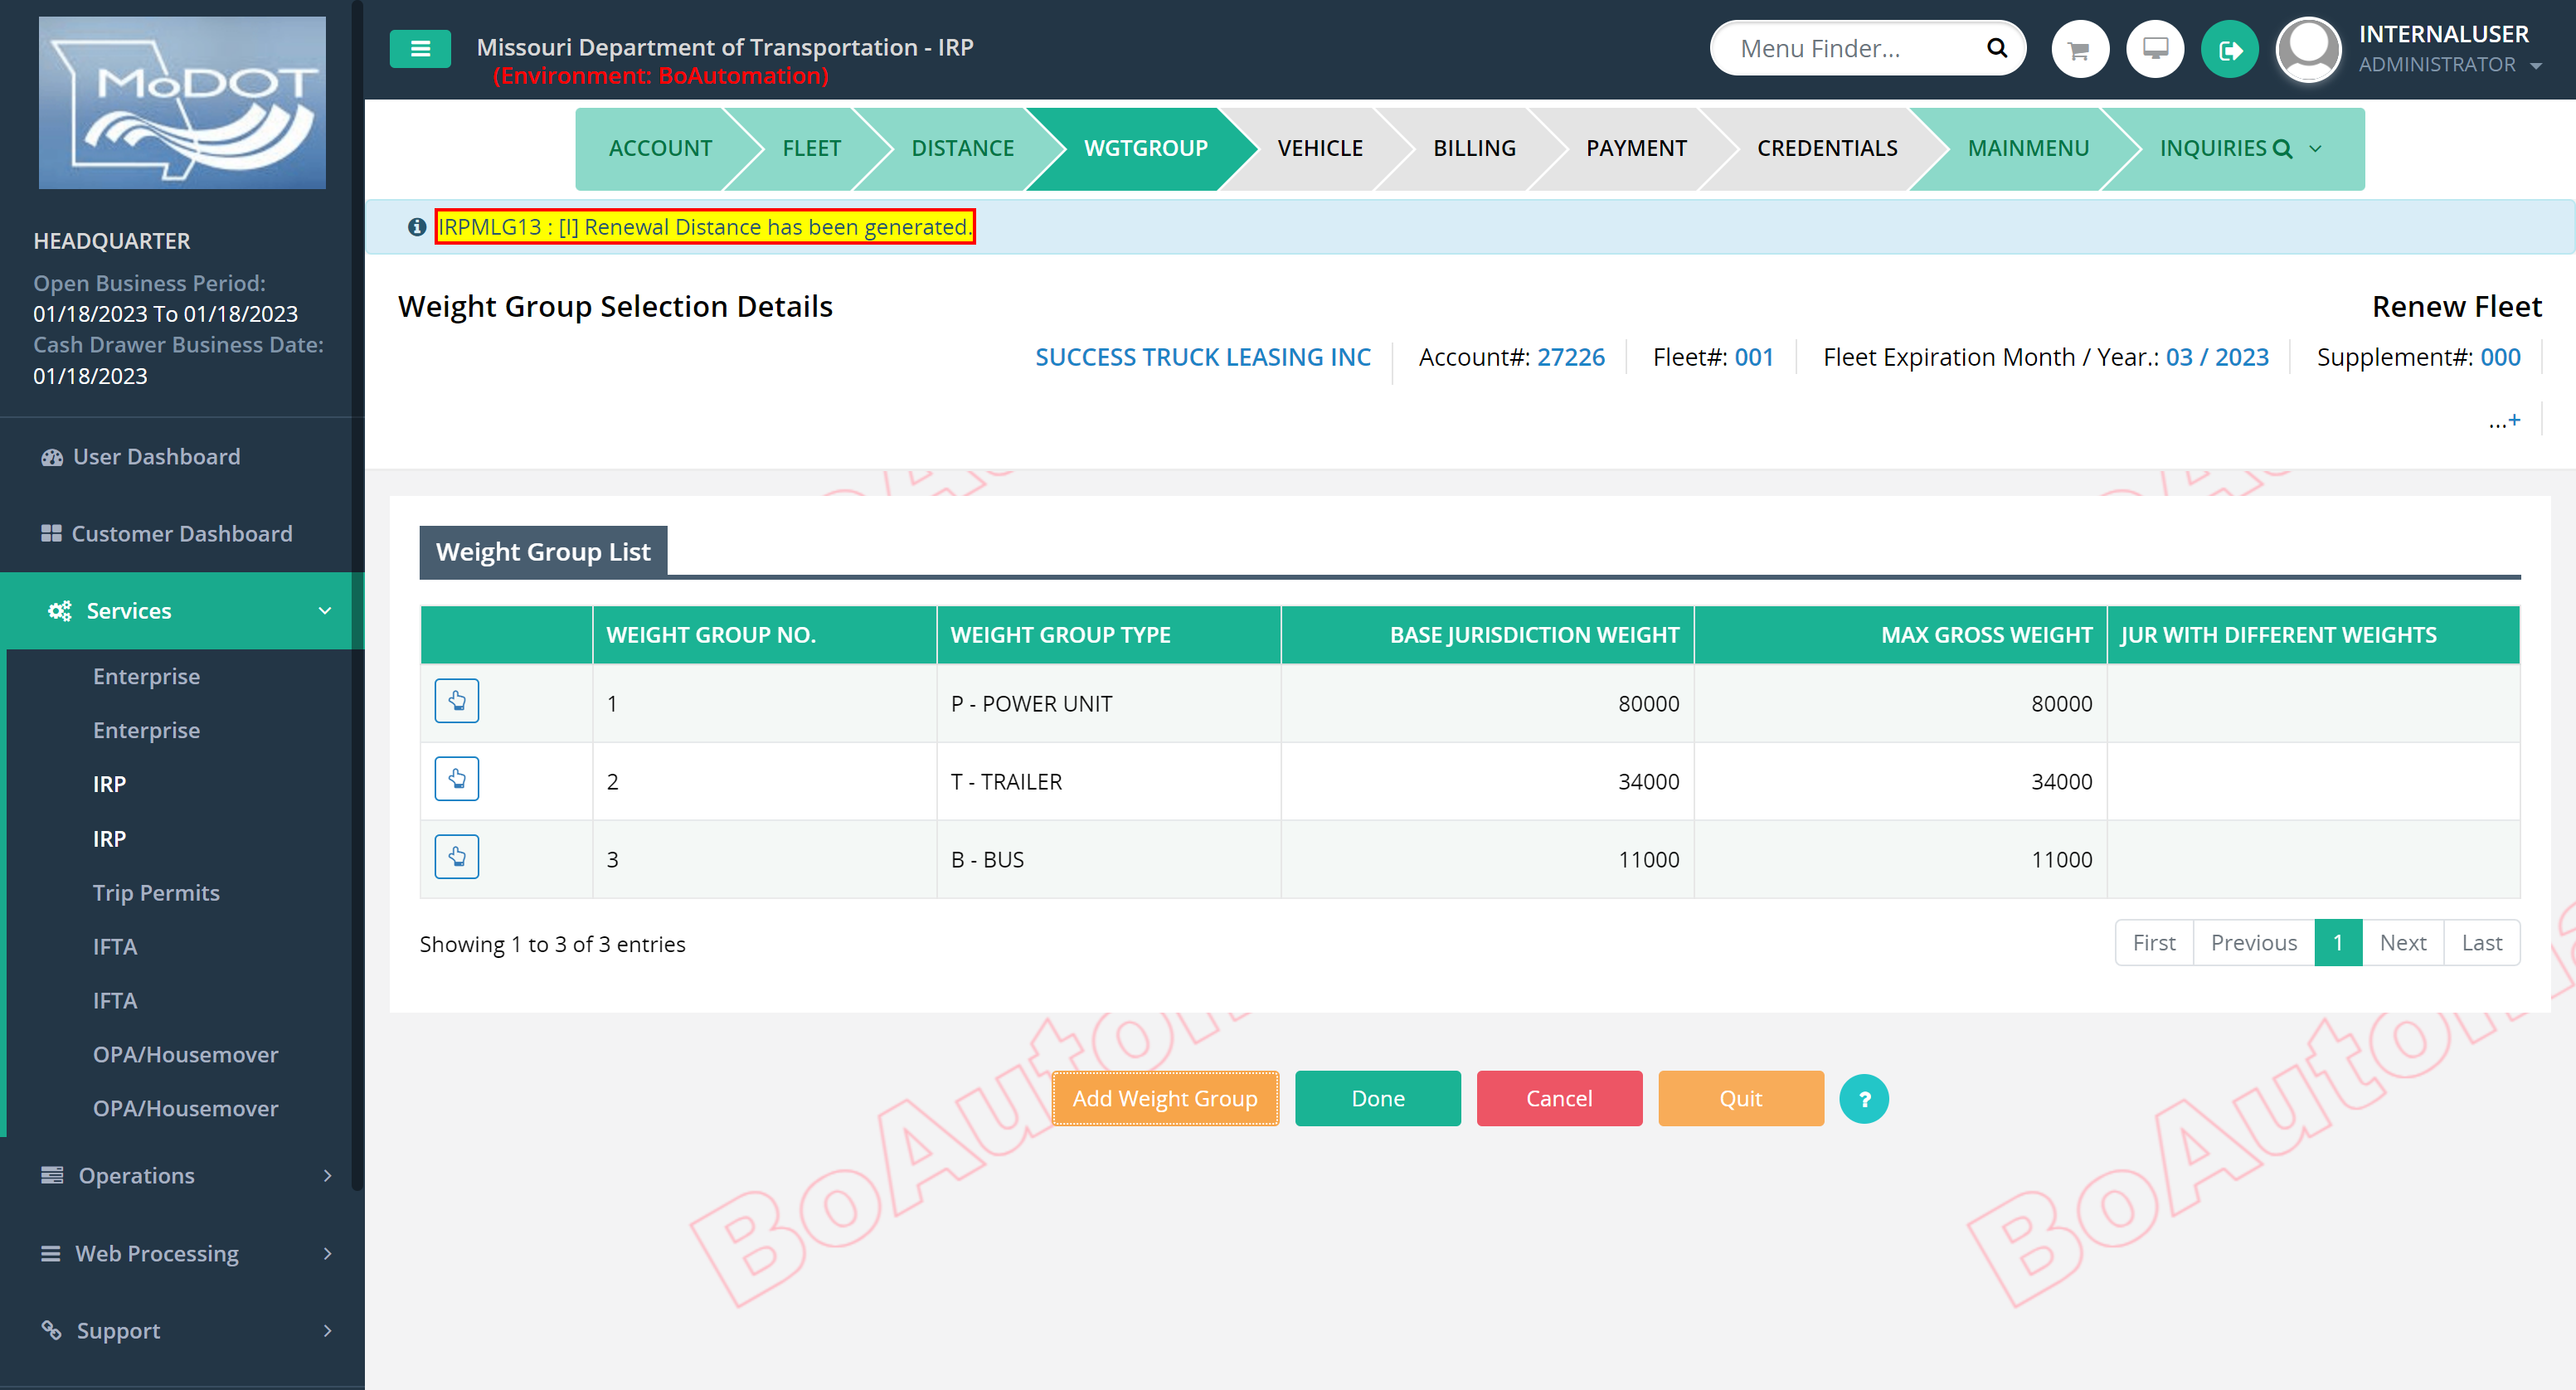 MoDOT
HEADQUARTER
Open Business Period:
01/18/2023 To 01/18/2023
Cash Drawer Business Date:
01/18/2023
User Dashboard
Customer Dashboard
Services
Enterprise
Enterprise
IRP
IRP
Trip Permits
IFTA
IFTA
OPA/Housemover
OPA/Housemover
Operations
Web Processing
Support
Missouri Department of Transportation - IRP
(Environment: BoAutomation)
Menu Finder...
INTERNALUSER
ADMINISTRATOR
ACCOUNT FLEET DISTANCE WGTGROUP VEHICLE BILLING PAYMENT CREDENTIALS MAINMENU INQUIRIES
IRPMLG13 : [I] Renewal Distance has been generated.
Weight Group Selection Details Renew Fleet
SUCCESS TRUCK LEASING INC Account#: 27226 Fleet#: 001 Fleet Expiration Month / Year.: 03 / 2023 Supplement#: 000
...+
Weight Group List
WEIGHT GROUP NO. WEIGHT GROUP TYPE BASE JURISDICTION WEIGHT MAX GROSS WEIGHT JUR WITH DIFFERENT WEIGHTS
1 P - POWER UNIT 80000 80000
2 T - TRAILER 34000 34000
3 B - BUS 11000 11000
Showing 1 to 3 of 3 entries First Previous 1 Next Last
Add Weight Group Done Cancel Quit ?